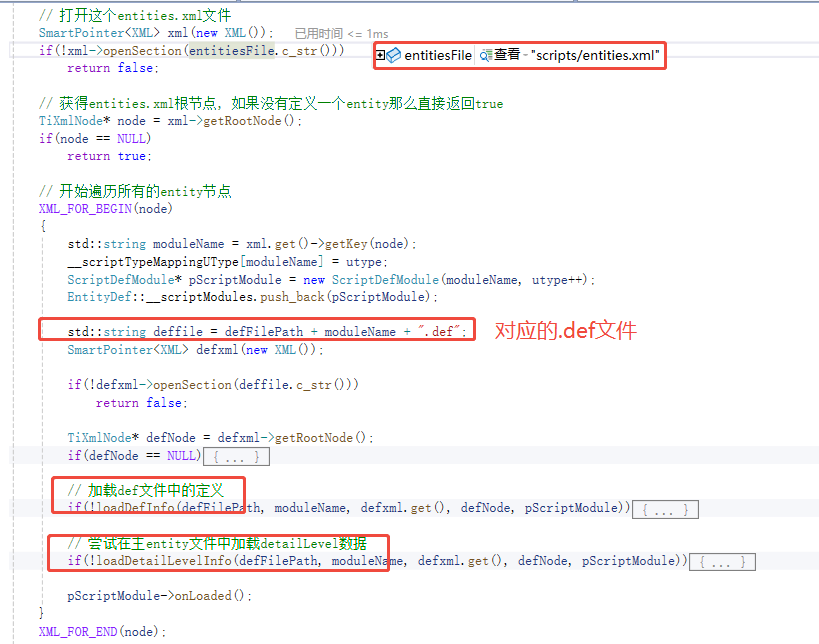 // 打开这个entities.xml文件
SmartPointer<XML> xml(new XML()); 已用时间 <= 1ms
if(!xml->openSection(entitiesFile.c_str())) entitiesFile 查看 "scripts/entities.xml"
return false;
// 获得entities.xml根节点, 如果没有定义一个entity那么直接返回true
TiXmlNode* node = xml->getRootNode();
if(node == NULL)
return true;
// 开始遍历所有的entity节点
XML_FOR_BEGIN(node)
{
std::string moduleName = xml.get()->getKey(node);
__scriptTypeMappingUType[moduleName] = utype;
ScriptDefModule* pScriptModule = new ScriptDefModule(moduleName, utype++);
EntityDef::__scriptModules.push_back(pScriptModule);
std::string deffile = defFilePath + moduleName + ".def"; 对应的.def文件
SmartPointer<XML> defxml(new XML());
if(!defxml->openSection(deffile.c_str()))
return false;
TiXmlNode* defNode = defxml->getRootNode();
if(defNode == NULL){ ... }
// 加载def文件中的定义
if(!loadDefInfo(defFilePath, moduleName, defxml.get(), defNode, pScriptModule)){ ... }
// 尝试在主entity文件中加载detailLevel数据
if(!loadDetailLevelInfo(defFilePath, moduleName, defxml.get(), defNode, pScriptModule)){ ... }
pScriptModule->onLoaded();
}
XML_FOR_END(node);